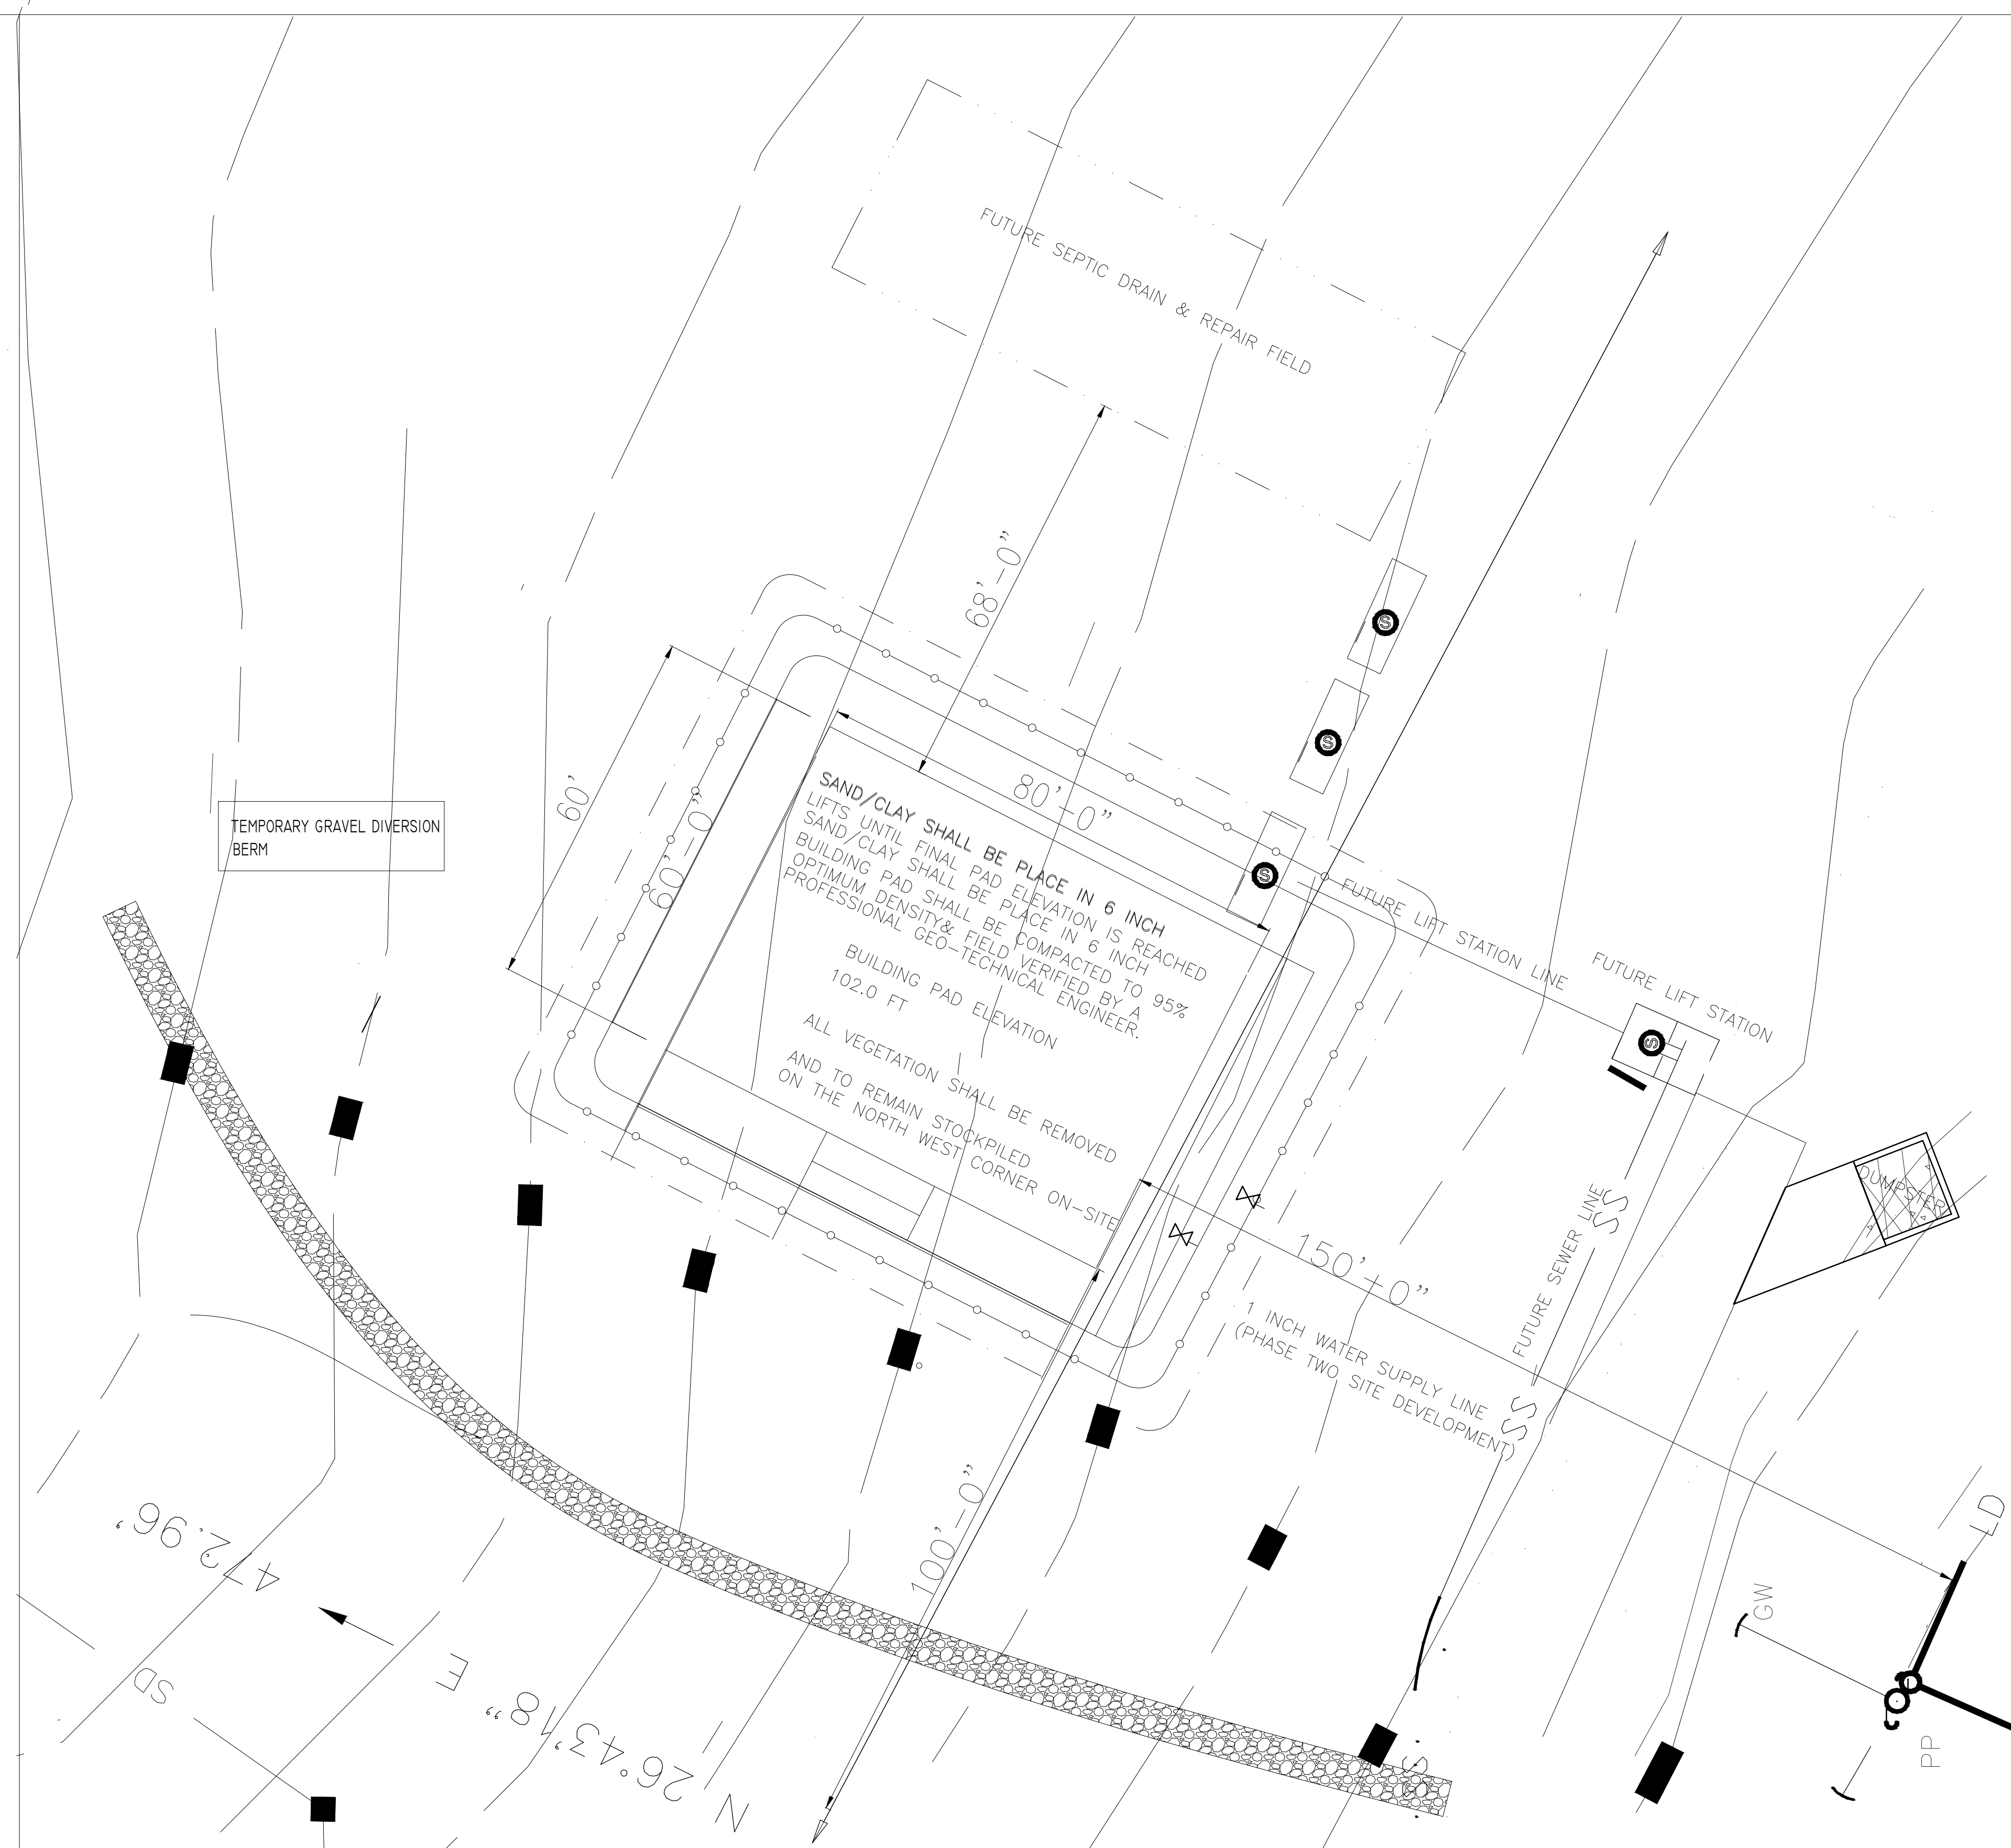 FUTURE SEPTIC DRAIN & REPAIR FIELD
68'-0"
S
S
S
60'
60'-0"
80'-0"
TEMPORARY GRAVEL DIVERSION
BERM
SAND/CLAY SHALL BE PLACE IN 6 INCH
LIFTS UNTIL FINAL PAD ELEVATION IS REACHED
SAND/CLAY SHALL BE PLACE IN 6 INCH
BUILDING PAD SHALL BE COMPACTED TO 95%
OPTIMUM DENSITY& FIELD VERIFIED BY A
PROFESSIONAL GEO-TECHNICAL ENGINEER.
BUILDING PAD ELEVATION
102.0 FT
ALL VEGETATION SHALL BE REMOVED
AND TO REMAIN STOCKPILED
ON THE NORTH WEST CORNER ON-SITE
FUTURE LIFT STATION LINE
FUTURE LIFT STATION
S
DUMPSTER
FUTURE SEWER LINE
SS
SS
150'-0"
1 INCH WATER SUPPLY LINE
(PHASE TWO SITE DEVELOPMENT)
100'-0"
N 26°43'18" E
472.96'
SD
GW
LD
PP